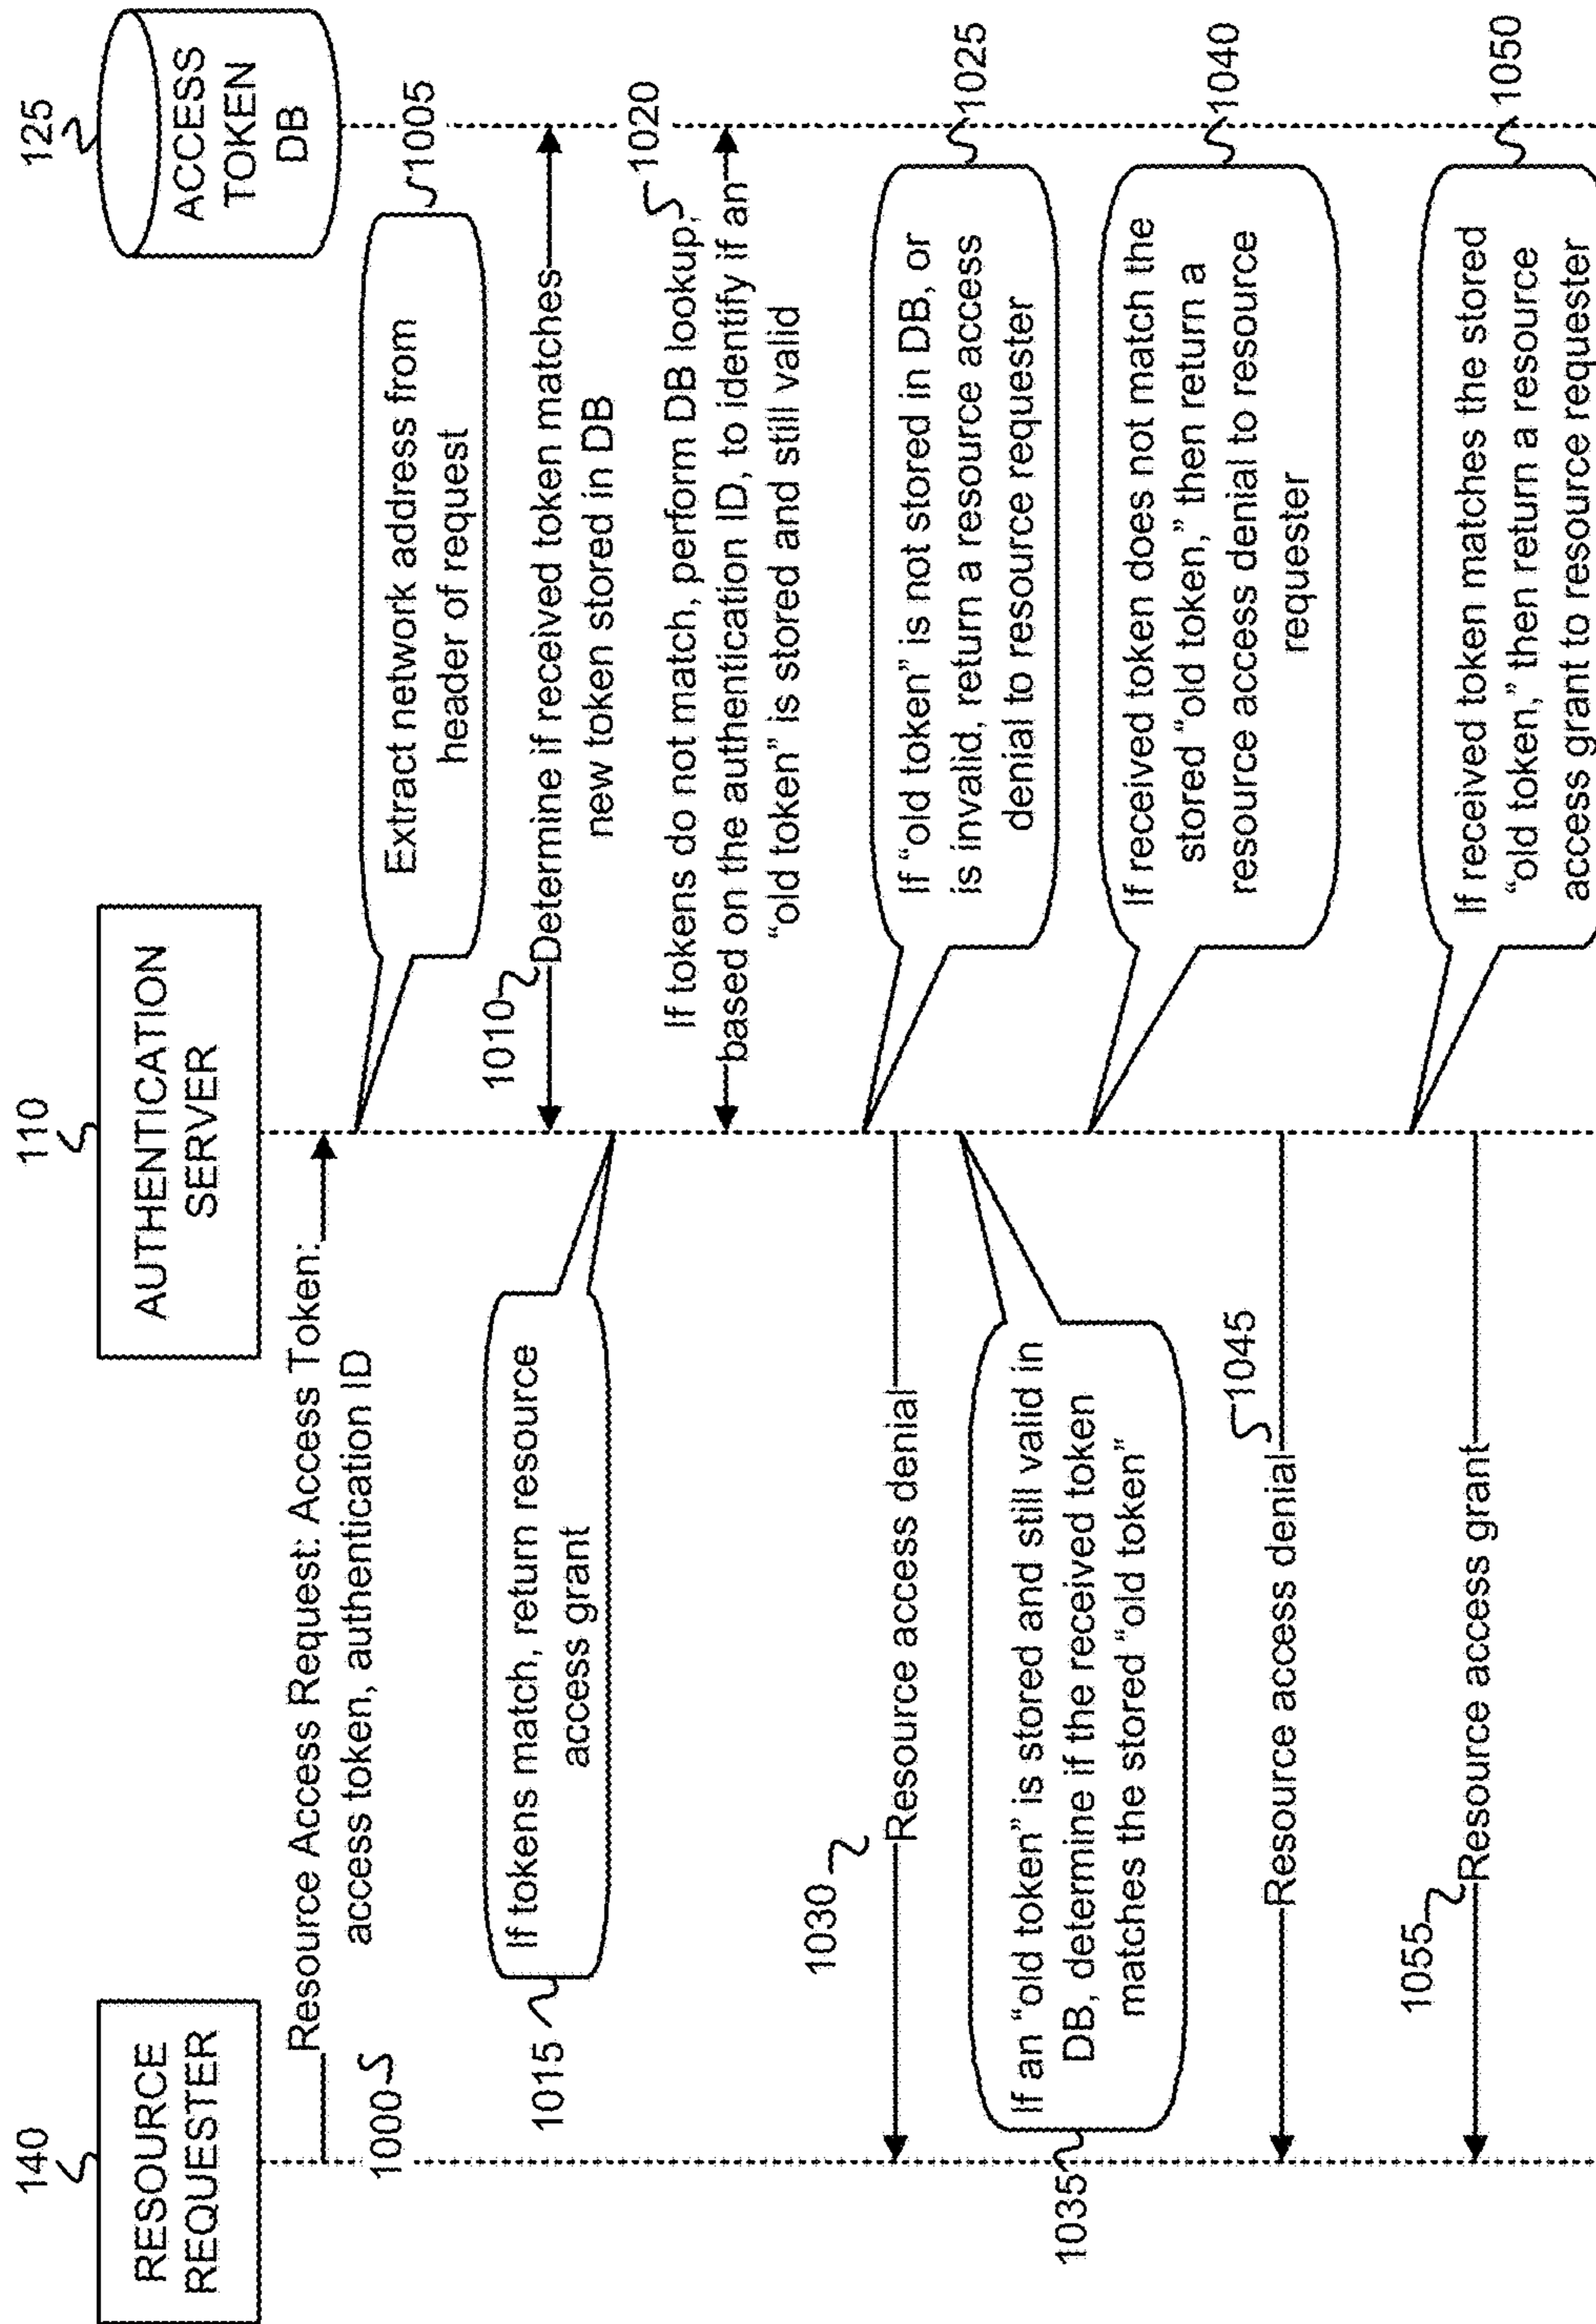 140
RESOURCE
REQUESTER
110
AUTHENTICATION
SERVER
125
ACCESS
TOKEN
DB
Resource Access Request: Access Token:
access token, authentication ID
1000
Extract network address from
header of request
1005
1010
Determine if received token matches
new token stored in DB
If tokens match, return resource
access grant
1015
If tokens do not match, perform DB lookup,
based on the authentication ID, to identify if an
“old token” is stored and still valid
1020
If “old token” is not stored in DB, or
is invalid, return a resource access
denial to resource requester
1025
1030
Resource access denial
If an “old token” is stored and still valid in
DB, determine if the received token
matches the stored “old token”
1035
If received token does not match the
stored “old token,” then return a
resource access denial to resource
requester
1040
1045
Resource access denial
If received token matches the stored
“old token,” then return a resource
access grant to resource requester
1050
1055
Resource access grant